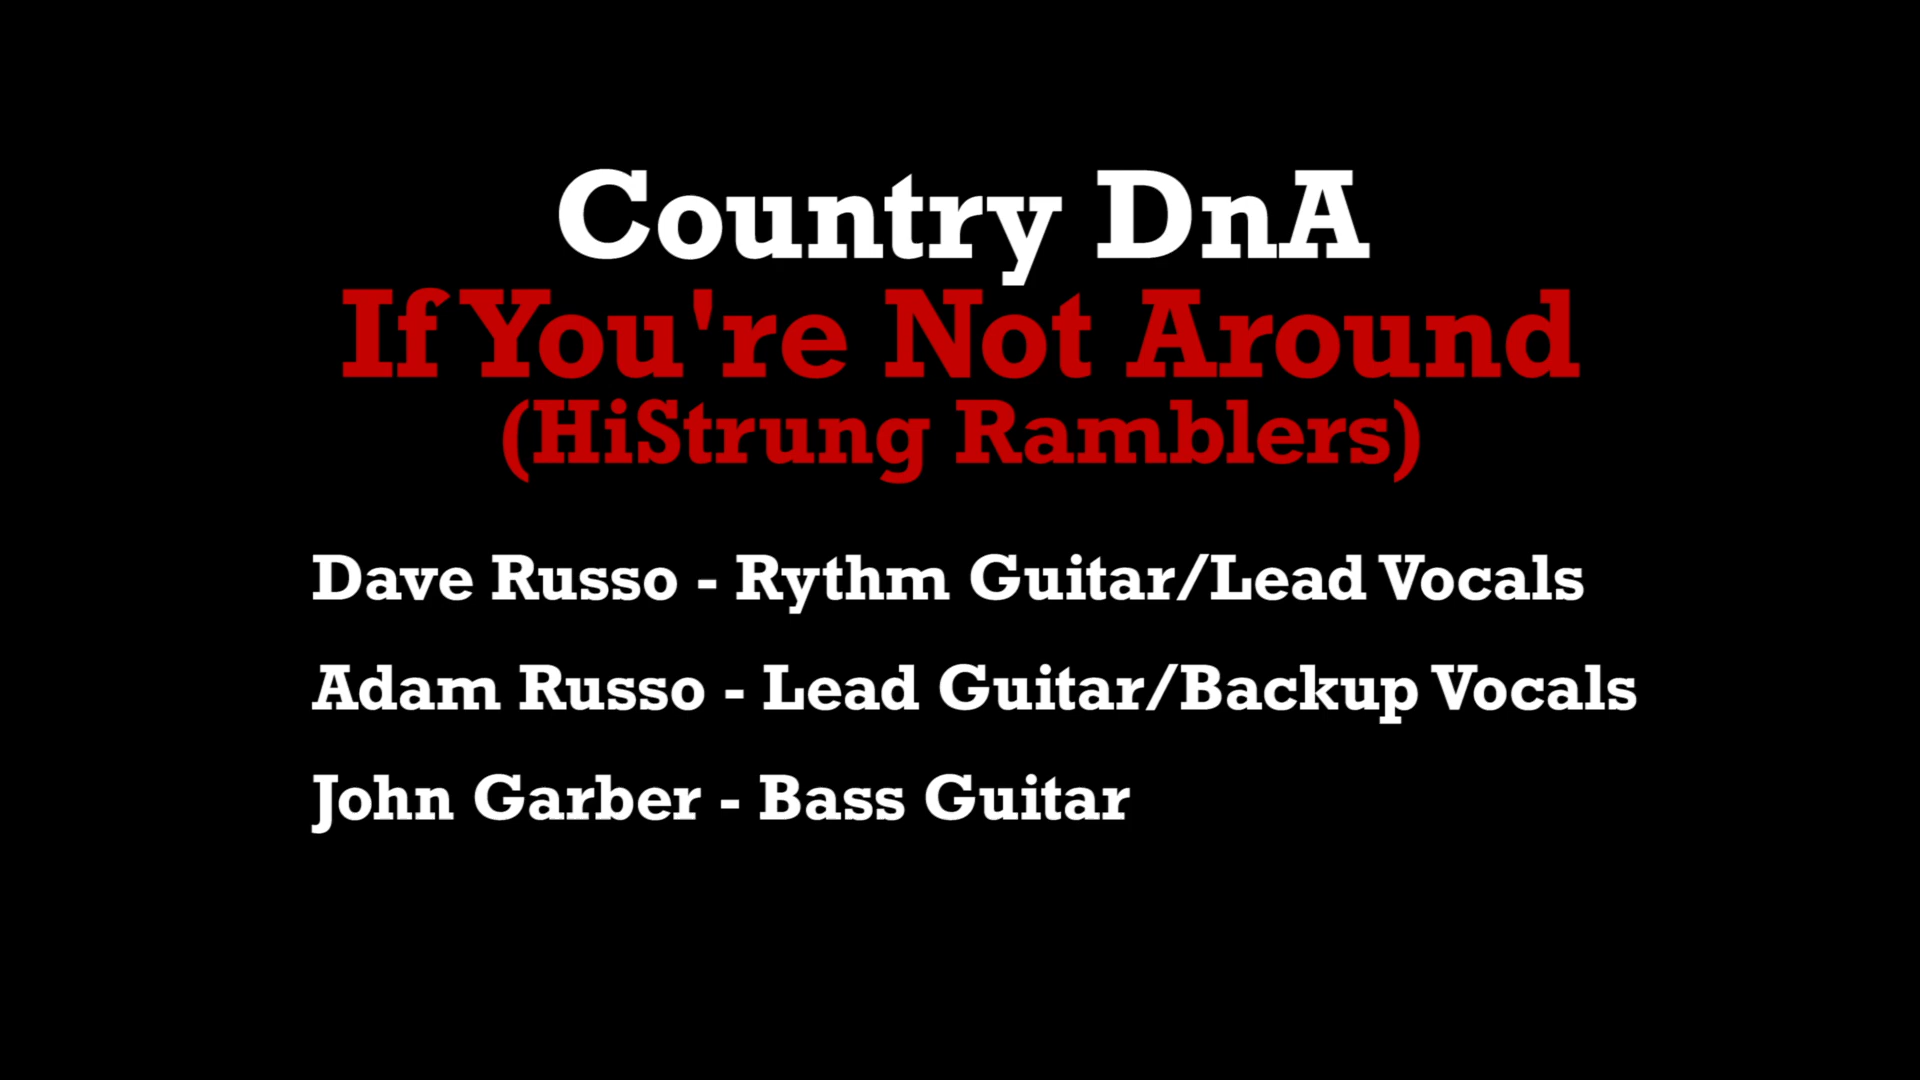 Country DnA
If You're Not Around
(HiStrung Ramblers)
Dave Russo - Rythm Guitar/Lead Vocals
Adam Russo - Lead Guitar/Backup Vocals
John Garber - Bass Guitar